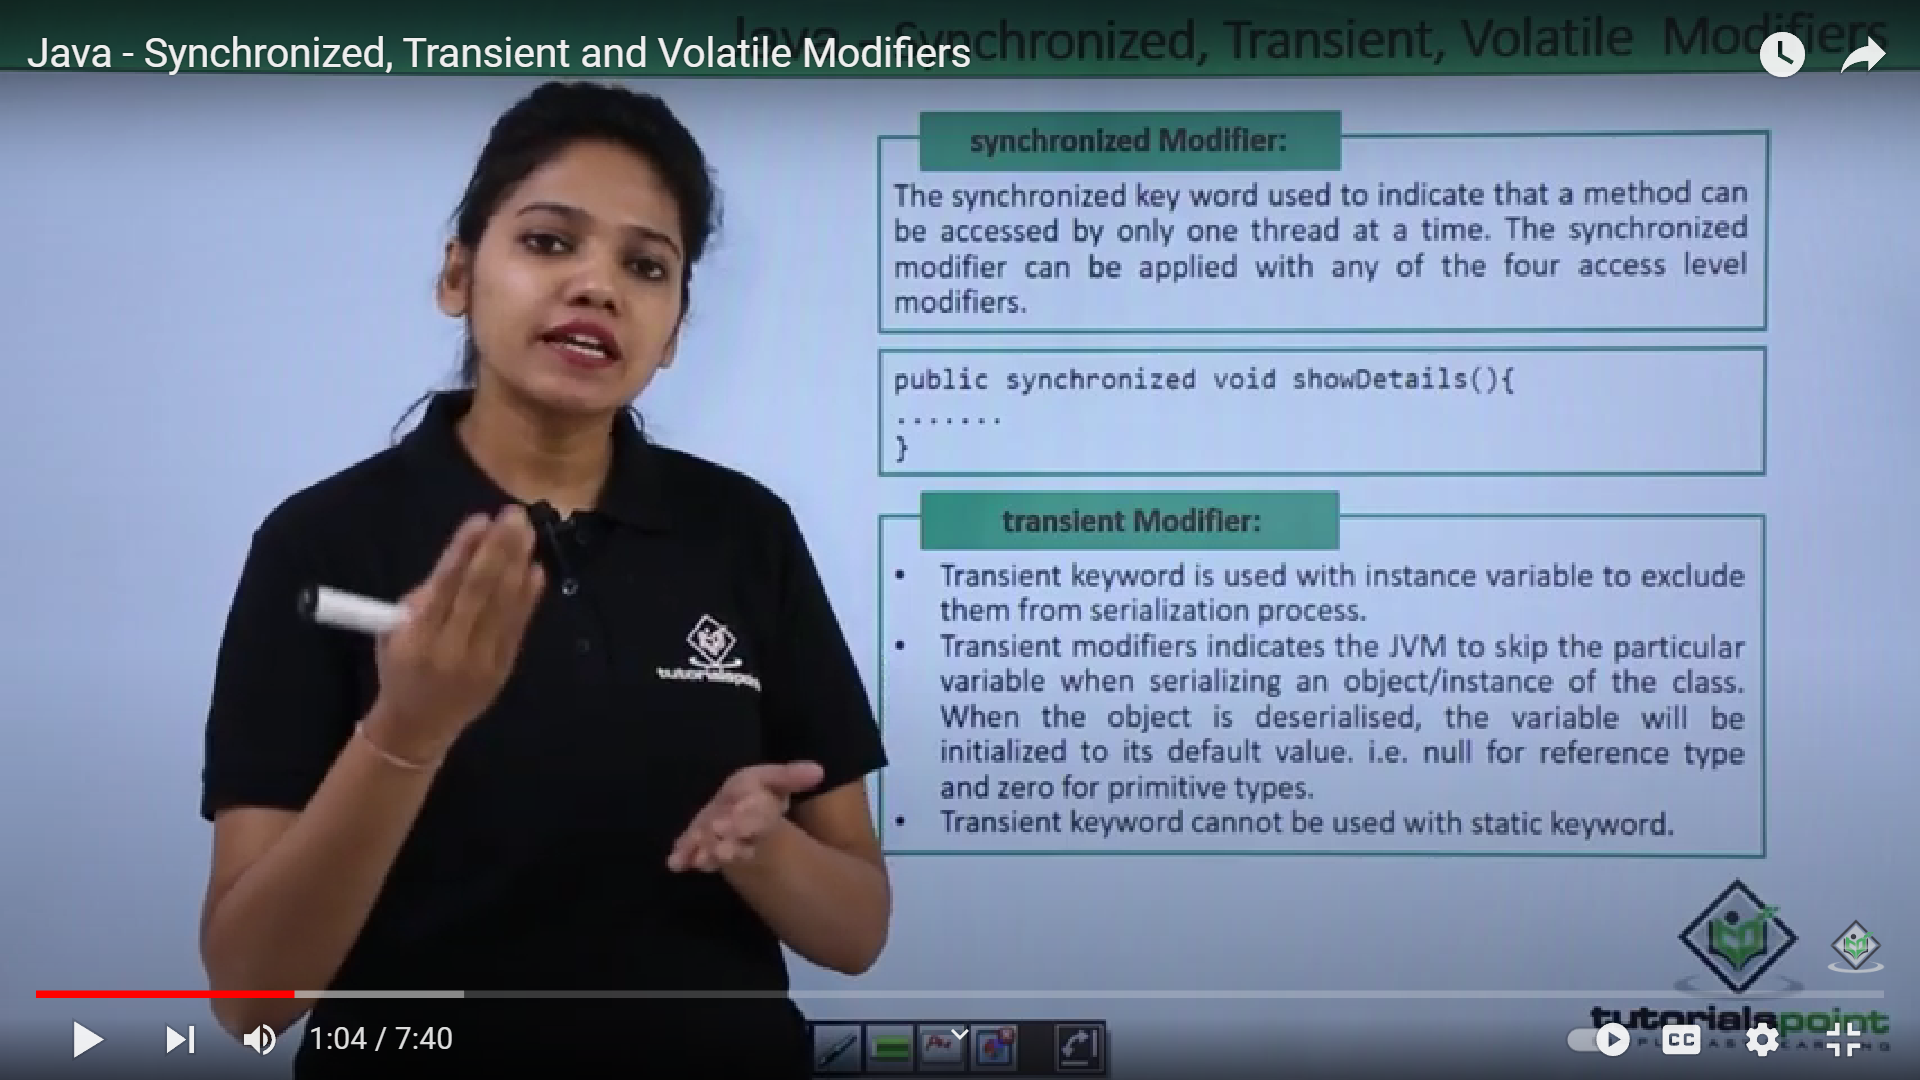 Java - Synchronized, Transient, Volatile Modifiers
Java - Synchronized, Transient and Volatile Modifiers
synchronized Modifier:
The synchronized key word used to indicate that a method can
be accessed by only one thread at a time. The synchronized
modifier can be applied with any of the four access level
modifiers.
public synchronized void showDetails(){
.......
}
transient Modifier:
• Transient keyword is used with instance variable to exclude
them from serialization process.
• Transient modifiers indicates the JVM to skip the particular
variable when serializing an object/instance of the class.
When the object is deserialised, the variable will be
initialized to its default value. i.e. null for reference type
and zero for primitive types.
• Transient keyword cannot be used with static keyword.
tutorialspoint
tutorialspoint
1:04 / 7:40
CC